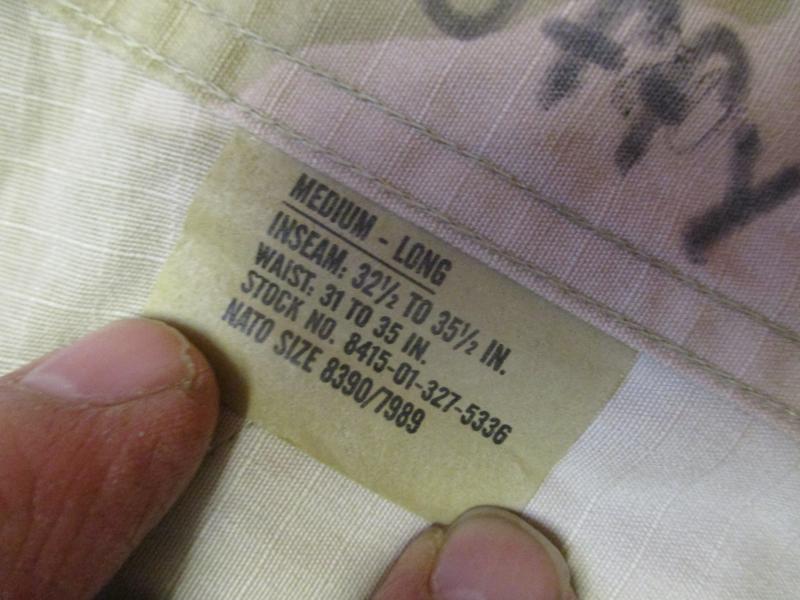 MEDIUM - LONG
INSEAM: 32½ TO 35½ IN.
WAIST: 31 TO 35 IN.
STOCK NO. 8415-01-327-5336
NATO SIZE 8390/7989